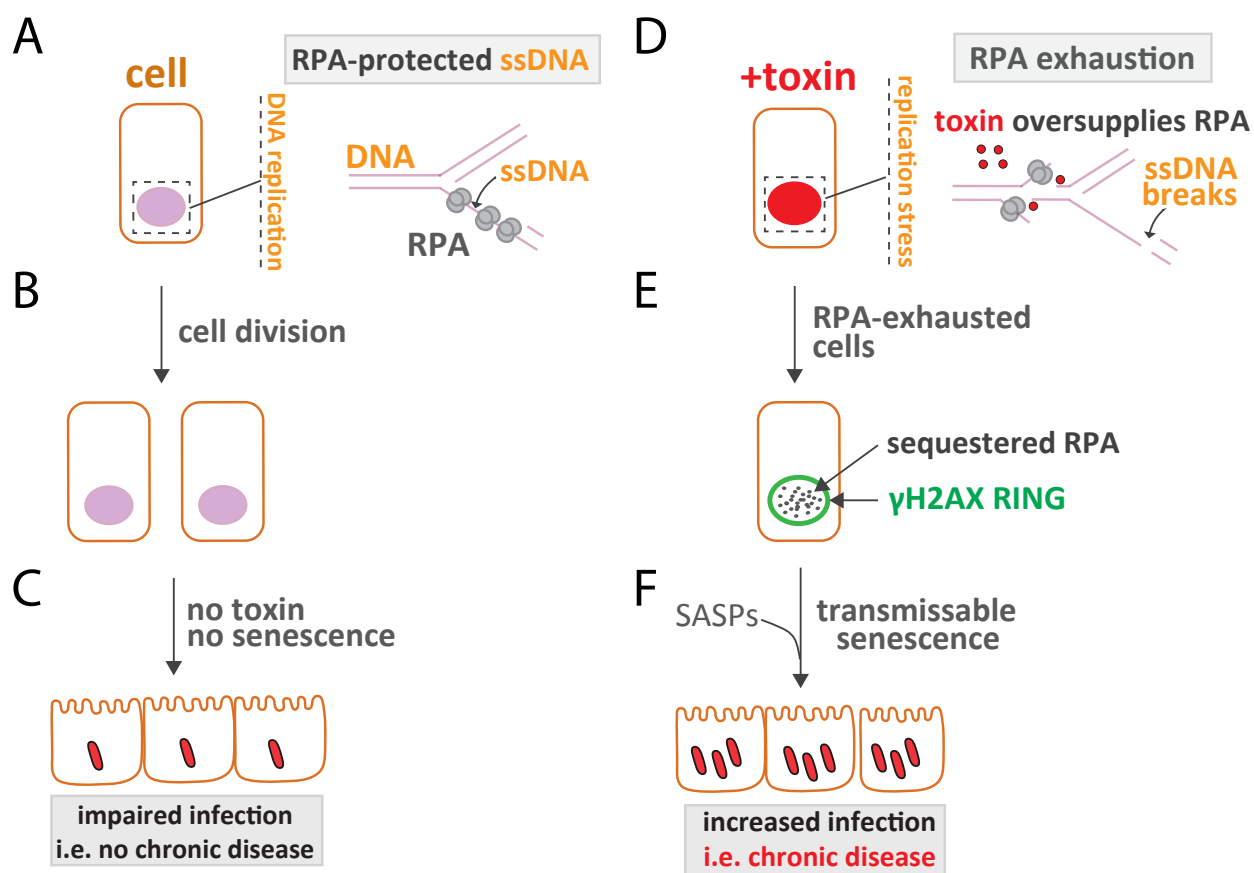 A
RPA-protected ssDNA
cell
DNA replication
DNA
ssDNA
RPA
B
cell division
C
no toxin
no senescence
impaired infection
i.e. no chronic disease
D
RPA exhaustion
+toxin
replication stress
toxin oversupplies RPA
ssDNA
breaks
E
RPA-exhausted
cells
sequestered RPA
γH2AX RING
F
SASPs
transmissable
senescence
increased infection
i.e. chronic disease